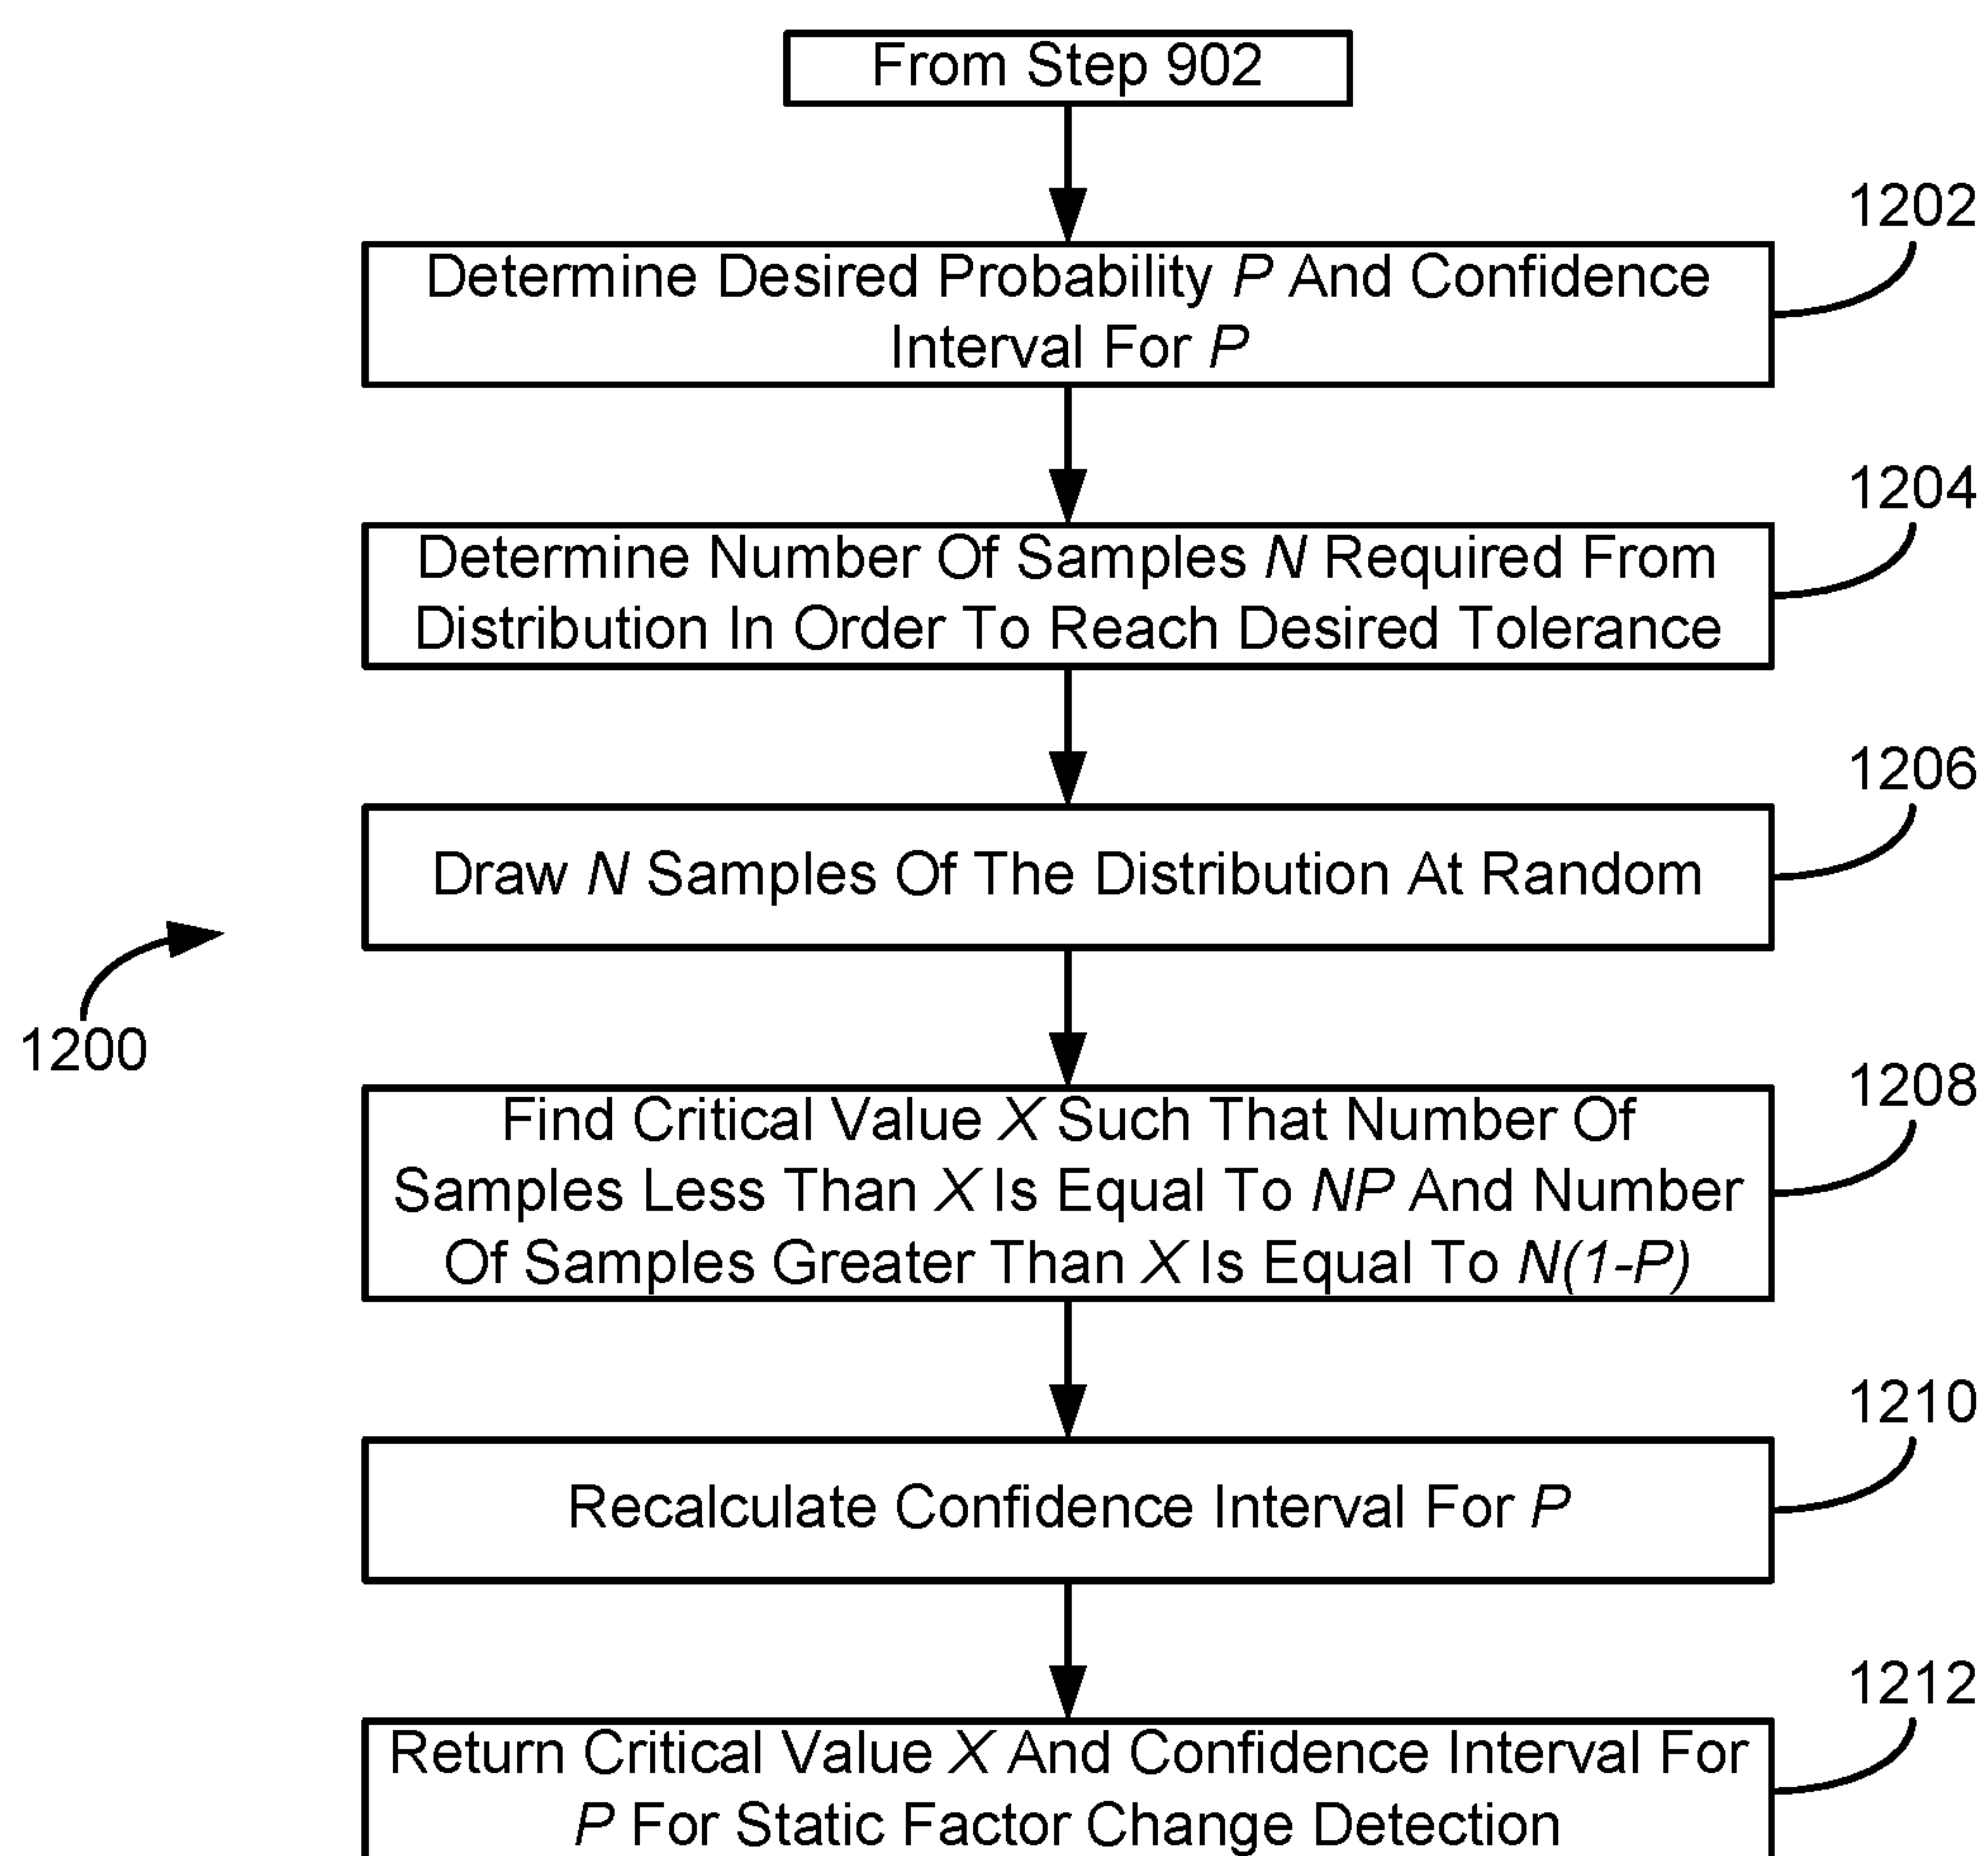 From Step 902
1202
Determine Desired Probability P And Confidence
Interval For P
1204
Determine Number Of Samples N Required From
Distribution In Order To Reach Desired Tolerance
1206
Draw N Samples Of The Distribution At Random
1200
1208
Find Critical Value X Such That Number Of
Samples Less Than X Is Equal To NP And Number
Of Samples Greater Than X Is Equal To N(1-P)
1210
Recalculate Confidence Interval For P
1212
Return Critical Value X And Confidence Interval For
P For Static Factor Change Detection